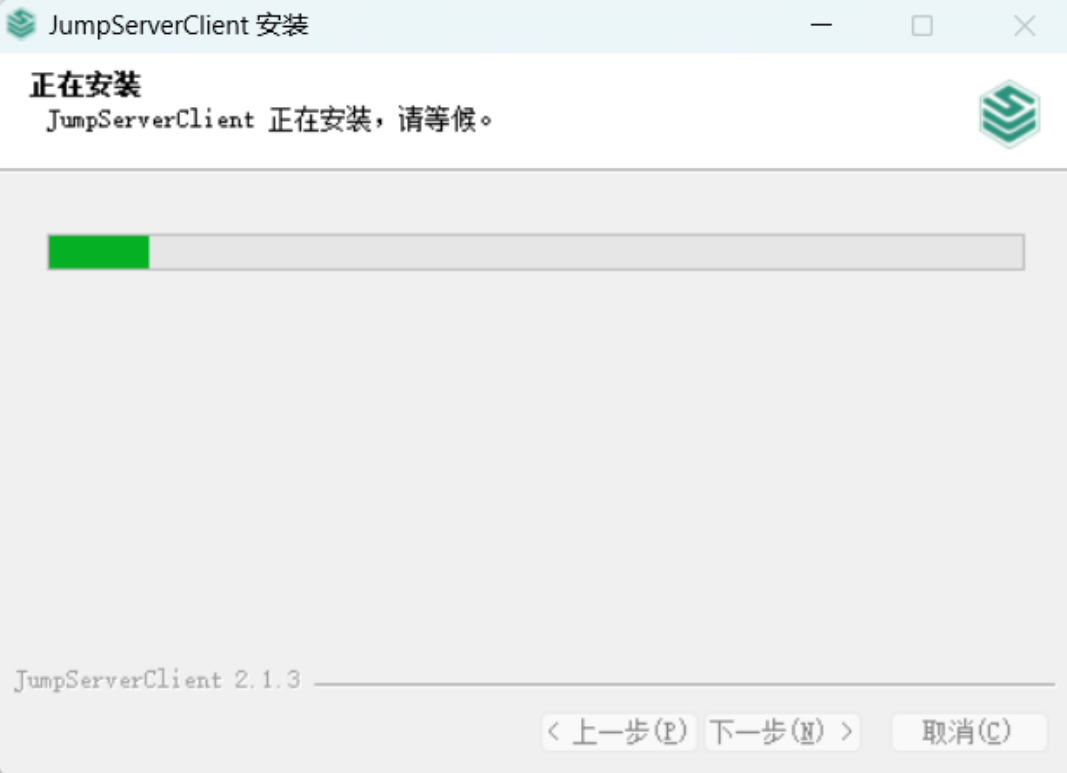 JumpServerClient 安装
正在安装
JumpServerClient 正在安装，请等候。
JumpServerClient 2.1.3
< 上一步(P) 下一步(N) > 取消(C)